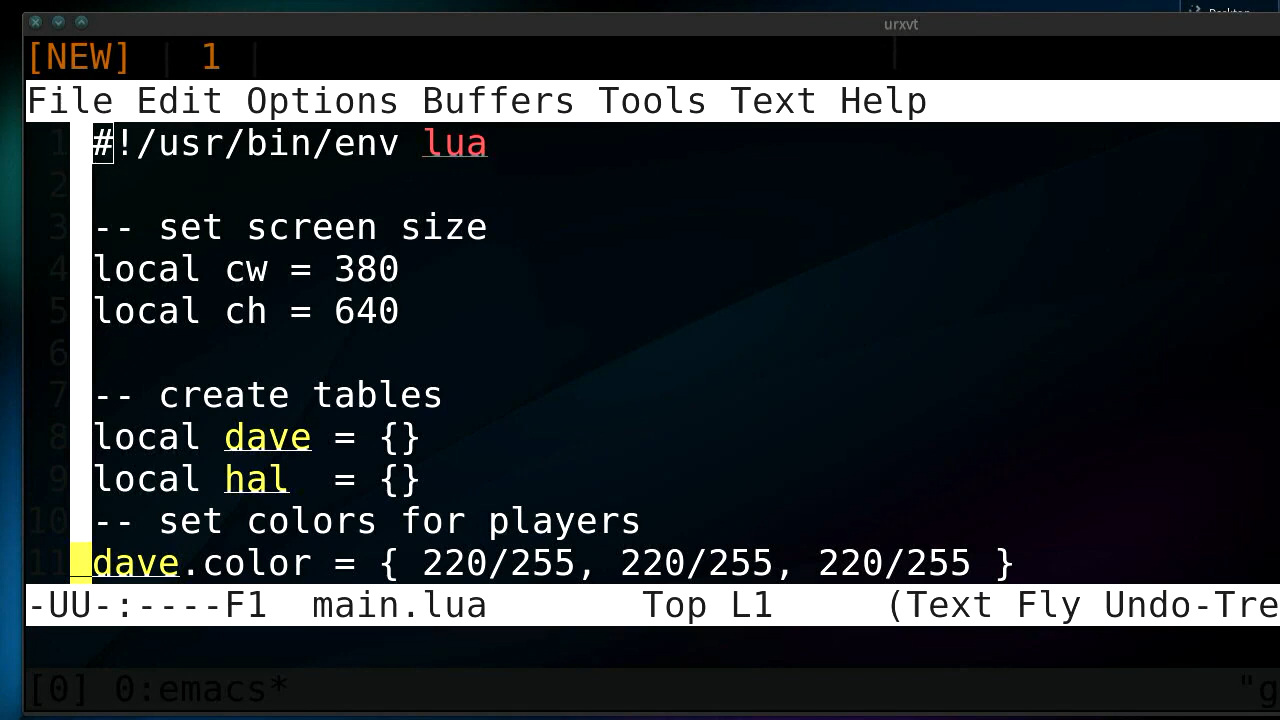 Desktop
urxvt
[NEW] | 1 |
File Edit Options Buffers Tools Text Help
1 #!/usr/bin/env lua
2
3 -- set screen size
4 local cw = 380
5 local ch = 640
6
7 -- create tables
8 local dave = {}
9 local hal  = {}
10 -- set colors for players
11 dave.color = { 220/255, 220/255, 220/255 }
-UU-:----F1  main.lua       Top L1     (Text Fly Undo-Tre
[0] 0:emacs* "g